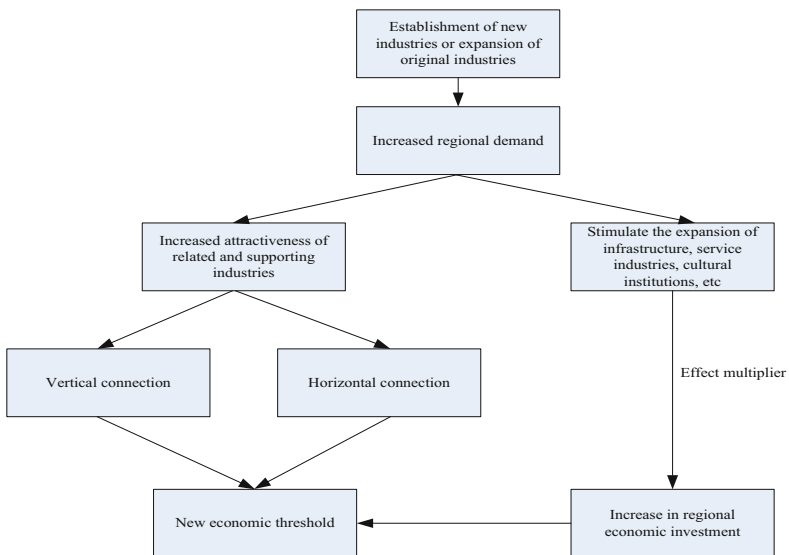 Establishment of new
industries or expansion of
original industries
Increased regional demand
Increased attractiveness of
related and supporting
industries
Stimulate the expansion of
infrastructure, service
industries, cultural
institutions, etc
Vertical connection
Horizontal connection
Effect multiplier
New economic threshold
Increase in regional
economic investment